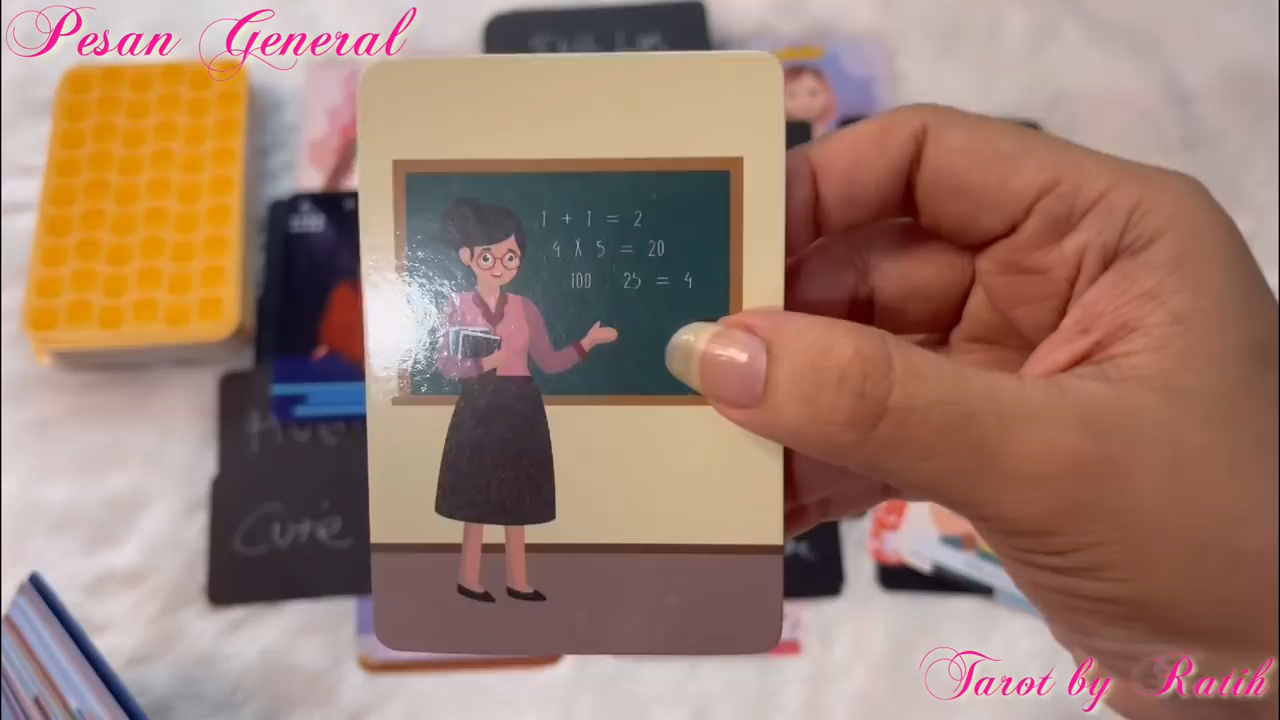 Pesan General
1 + 1 = 2
4 X 5 = 20
100 25 = 4
Cute
Tarot by Ratih